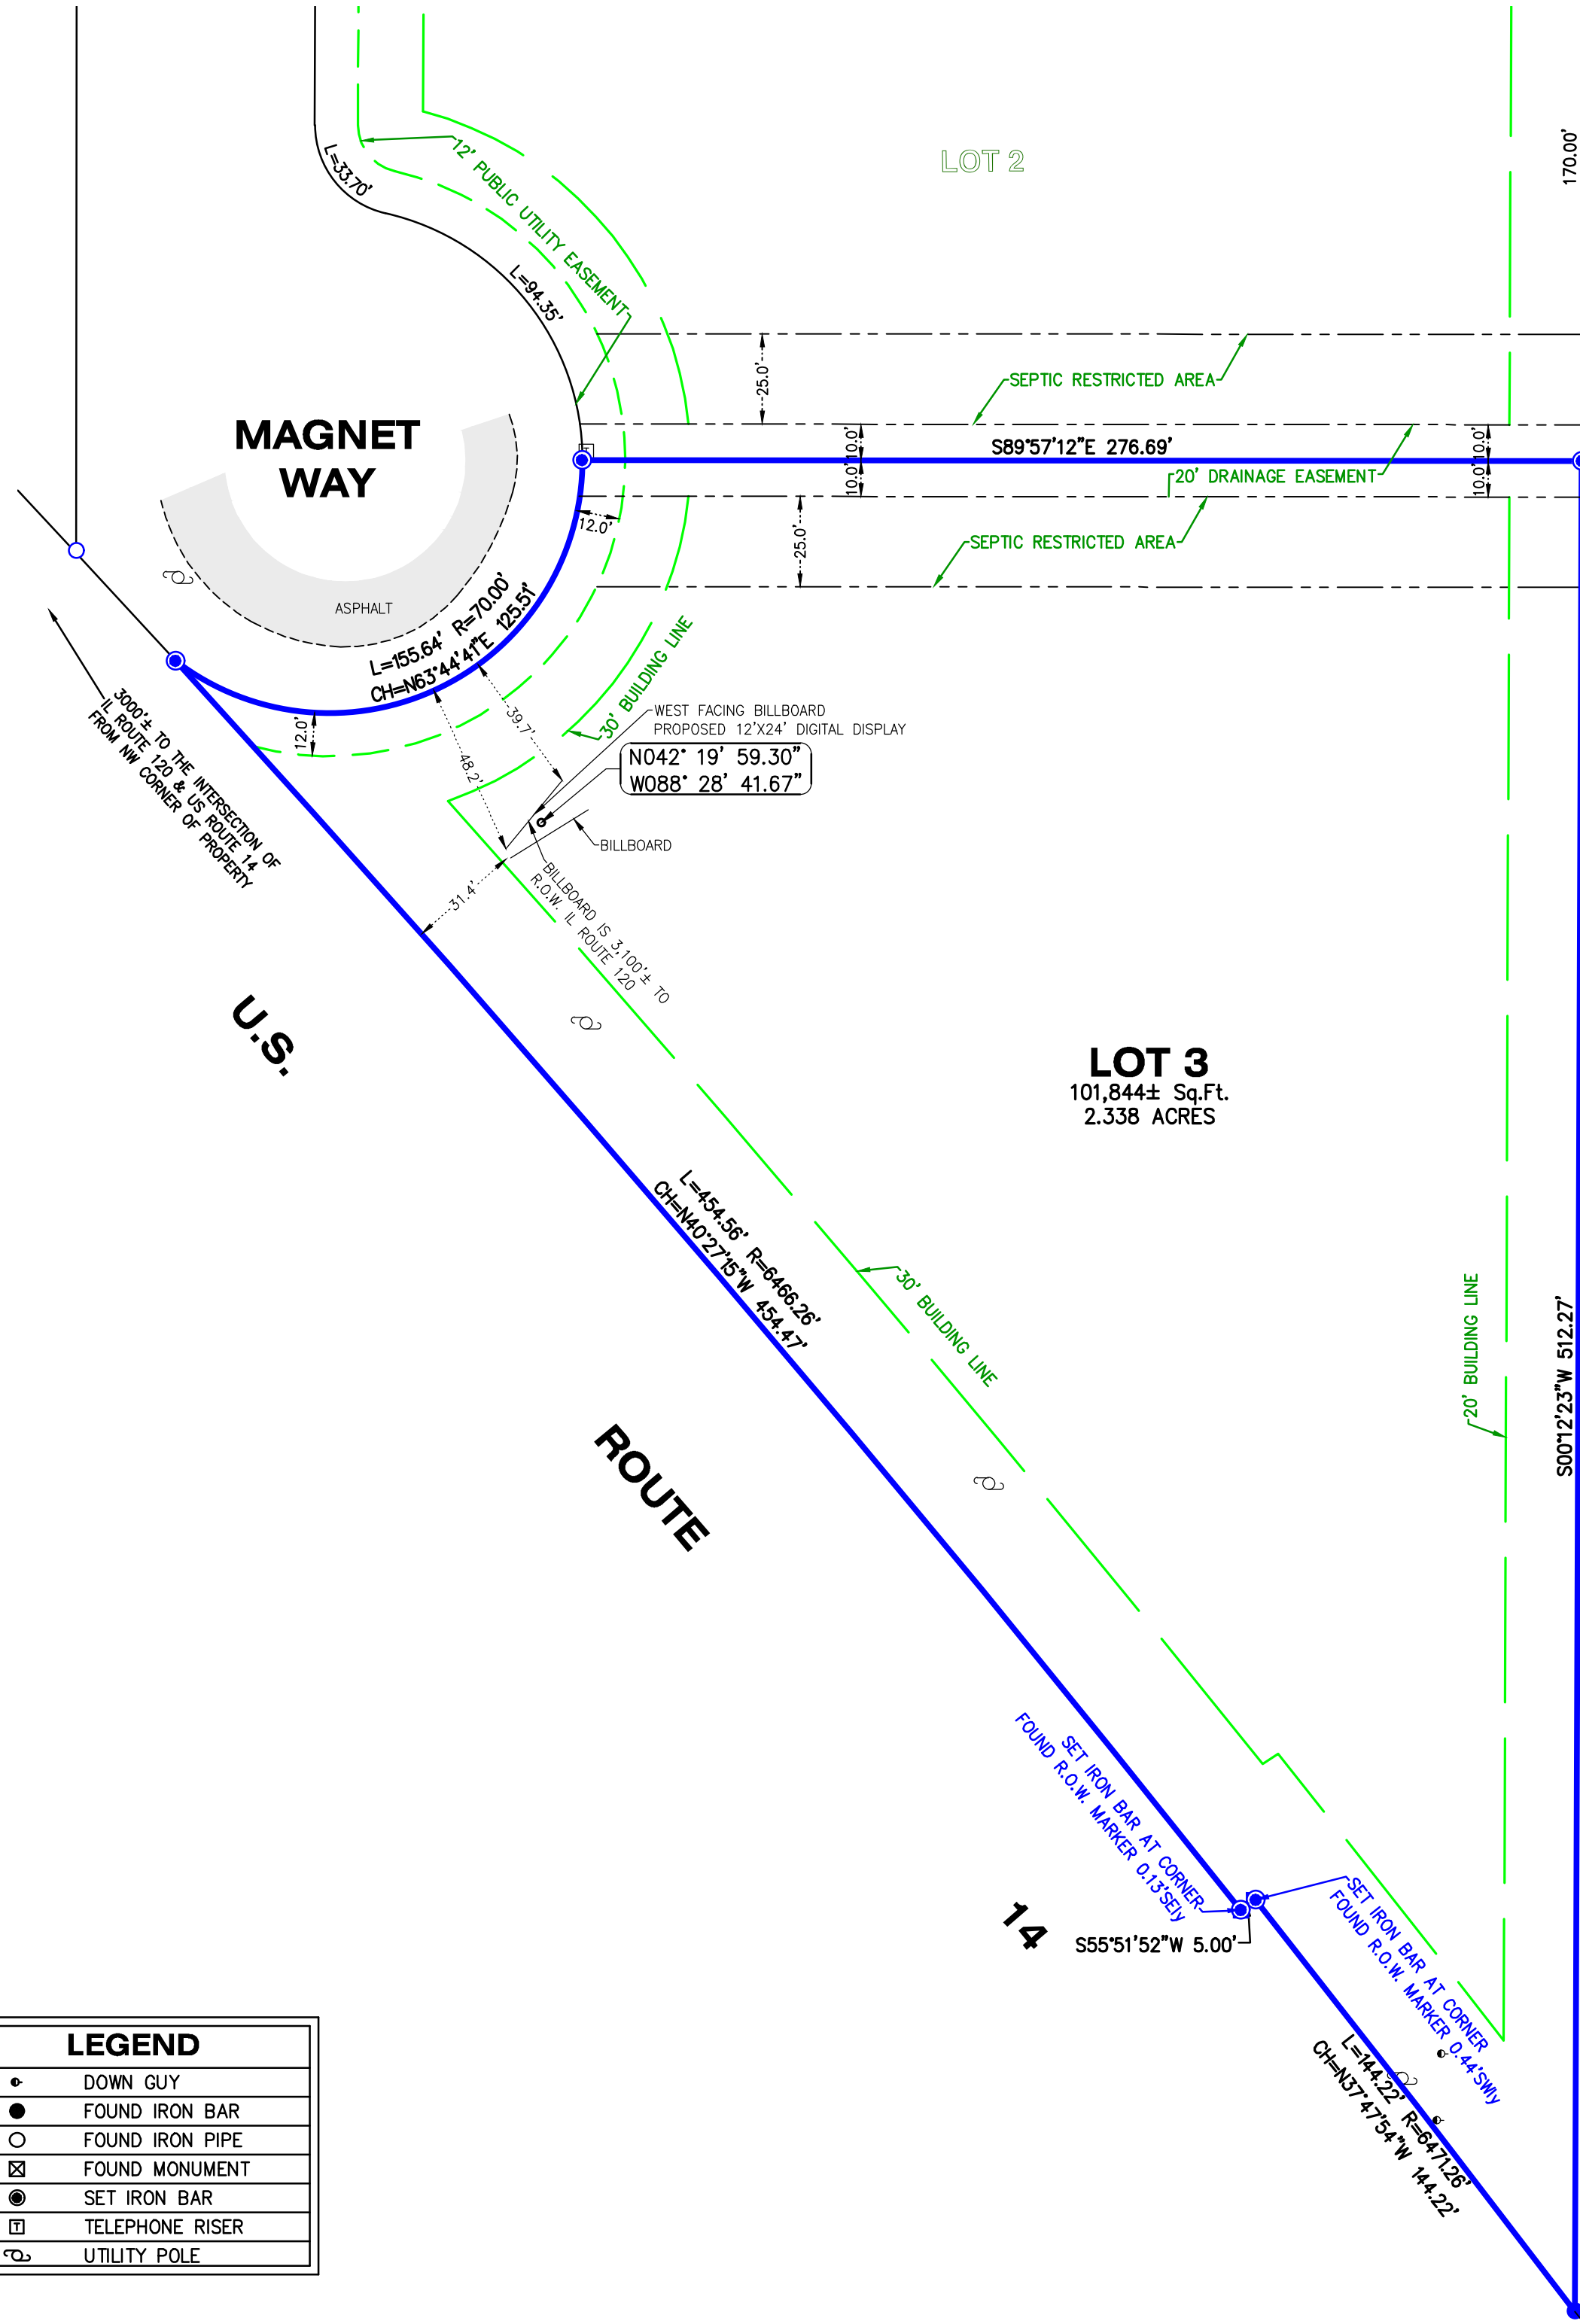 170.00'
L=33.70'
12' PUBLIC UTILITY EASEMENT
LOT 2
L=94.35'
25.0'
SEPTIC RESTRICTED AREA
MAGNET
WAY
10.0'
10.0'
S89°57'12"E 276.69'
10.0'
10.0'
20' DRAINAGE EASEMENT
12.0'
25.0'
SEPTIC RESTRICTED AREA
ASPHALT
L=155.64' R=70.00'
CH=N63°44'41"E 125.51'
30' BUILDING LINE
3000'± TO THE INTERSECTION OF
IL ROUTE 120 & US ROUTE 14
FROM NW CORNER OF PROPERTY
12.0'
39.7'
48.2'
WEST FACING BILLBOARD
PROPOSED 12'X24' DIGITAL DISPLAY
N042° 19' 59.30"
W088° 28' 41.67"
BILLBOARD
31.4'
BILLBOARD IS 3,100'± TO
R.O.W. IL ROUTE 120
U.S.
LOT 3
101,844± Sq.Ft.
2.338 ACRES
L=454.56' R=6466.26'
CH=N40°27'15"W 454.47'
30' BUILDING LINE
20' BUILDING LINE
S00°12'23"W 512.27'
ROUTE
SET IRON BAR AT CORNER
FOUND R.O.W. MARKER 0.13'SEly
14
S55°51'52"W 5.00'
SET IRON BAR AT CORNER
FOUND R.O.W. MARKER 0.44'SWly
L=144.22' R=6471.26'
CH=N37°47'54"W 144.22'
LEGEND
DOWN GUY
FOUND IRON BAR
FOUND IRON PIPE
FOUND MONUMENT
SET IRON BAR
T TELEPHONE RISER
UTILITY POLE